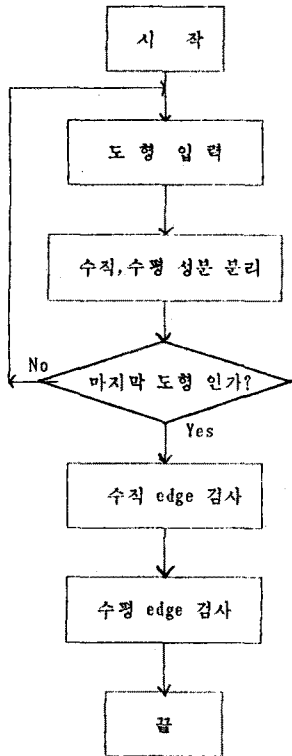 시 작
도 형 입 력
수직,수평 성분 분리
No
마지막 도형 인가?
Yes
수직 edge 검사
수평 edge 검사
끝